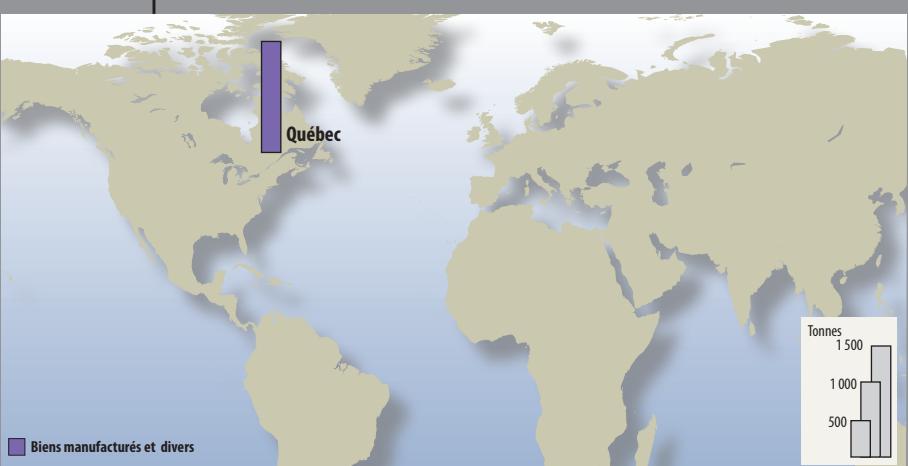 Québec
Tonnes
1 500
1 000
500
Biens manufacturés et divers